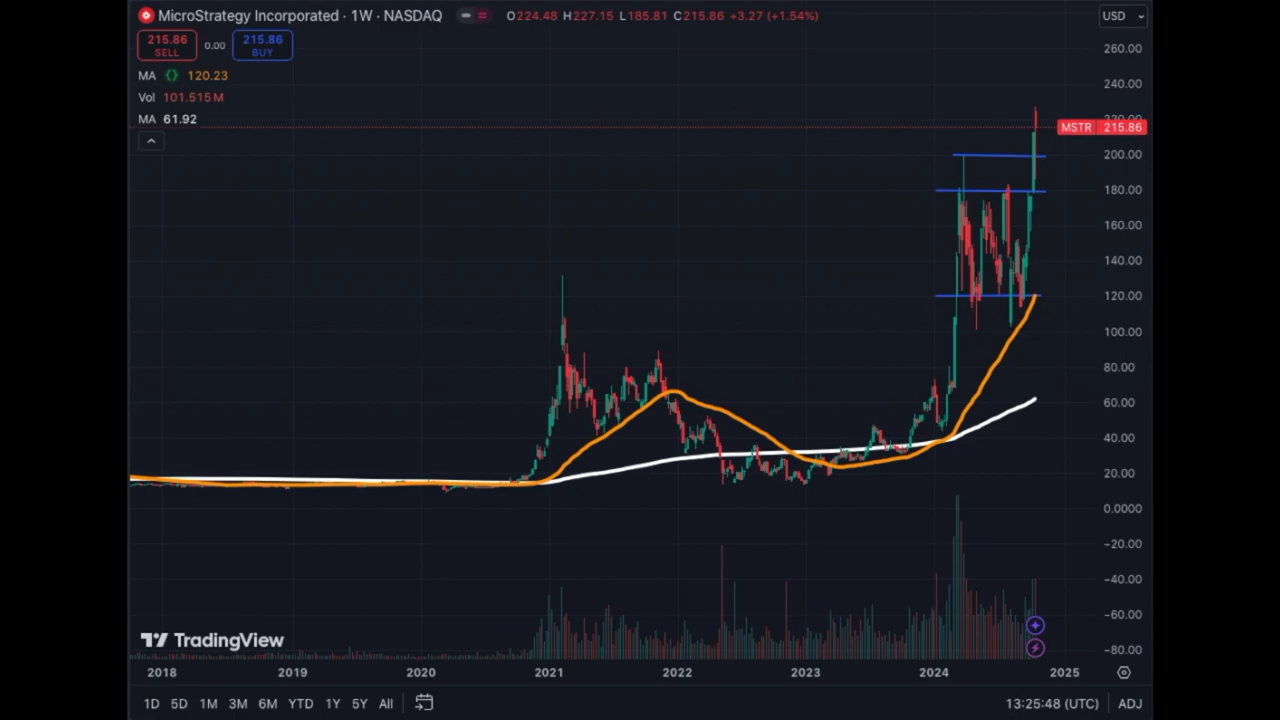 MicroStrategy Incorporated · 1W · NASDAQ O224.48 H227.15 L185.81 C215.86 +3.27 (+1.54%) USD
215.86 SELL 0.00 215.86 BUY
MA 120.23
Vol 101.515M
MA 61.92
260.00
240.00
220.00
MSTR 215.86
200.00
180.00
160.00
140.00
120.00
100.00
80.00
60.00
40.00
20.00
0.0000
−20.00
−40.00
−60.00
−80.00
TradingView
2018 2019 2020 2021 2022 2023 2024 2025
1D 5D 1M 3M 6M YTD 1Y 5Y All 13:25:48 (UTC) ADJ